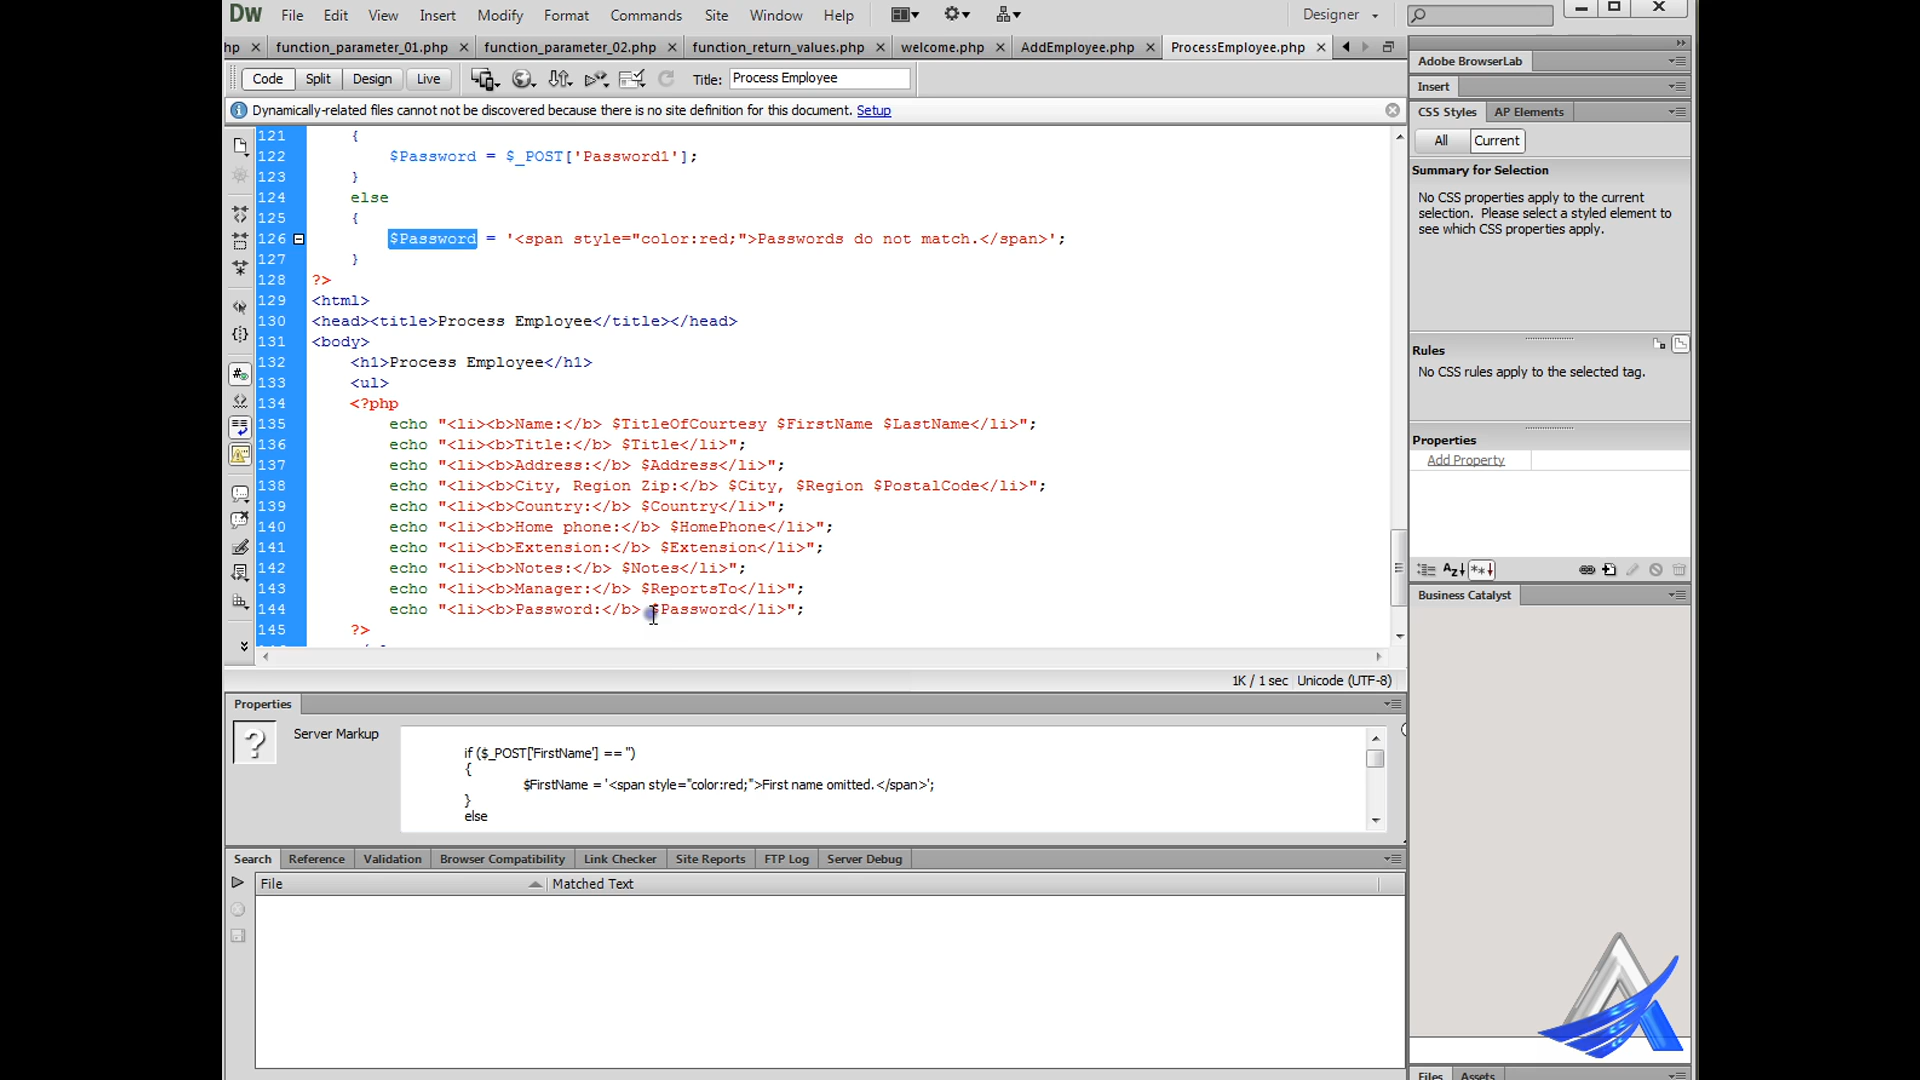 Dw File Edit View Insert Modify Format Commands Site Window Help Designer
hp function_parameter_01.php function_parameter_02.php function_return_values.php welcome.php AddEmployee.php ProcessEmployee.php
Code Split Design Live Title: Process Employee
Dynamically-related files cannot not be discovered because there is no site definition for this document. Setup
121 {
122 $Password = $_POST['Password1'];
123 }
124 else
125 {
126 $Password = '<span style="color:red;">Passwords do not match.</span>';
127 }
128 ?>
129 <html>
130 <head><title>Process Employee</title></head>
131 <body>
132 <h1>Process Employee</h1>
133 <ul>
134 <?php
135 echo "<li><b>Name:</b> $TitleOfCourtesy $FirstName $LastName</li>";
136 echo "<li><b>Title:</b> $Title</li>";
137 echo "<li><b>Address:</b> $Address</li>";
138 echo "<li><b>City, Region Zip:</b> $City, $Region $PostalCode</li>";
139 echo "<li><b>Country:</b> $Country</li>";
140 echo "<li><b>Home phone:</b> $HomePhone</li>";
141 echo "<li><b>Extension:</b> $Extension</li>";
142 echo "<li><b>Notes:</b> $Notes</li>";
143 echo "<li><b>Manager:</b> $ReportsTo</li>";
144 echo "<li><b>Password:</b> $Password</li>";
145 ?>
1K / 1 sec Unicode (UTF-8)
Properties
Server Markup
if ($_POST['FirstName'] == '')
{
$FirstName = '<span style="color:red;">First name omitted.</span>';
}
else
Search Reference Validation Browser Compatibility Link Checker Site Reports FTP Log Server Debug
File Matched Text
Adobe BrowserLab
Insert
CSS Styles AP Elements
All Current
Summary for Selection
No CSS properties apply to the current
selection. Please select a styled element to
see which CSS properties apply.
Rules
No CSS rules apply to the selected tag.
Properties
Add Property
Business Catalyst
Files Assets